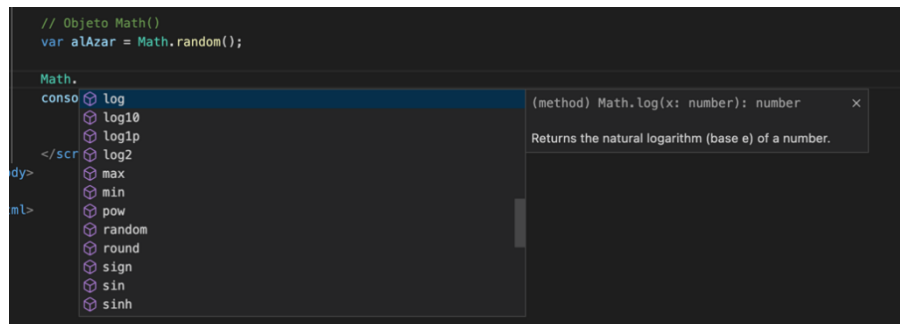 // Objeto Math()
var alAzar = Math.random();
Math.
conso
log
(method) Math.log(x: number): number ×
log10
log1p
Returns the natural logarithm (base e) of a number.
</scr
log2
dy>
max
min
ml>
pow
random
round
sign
sin
sinh